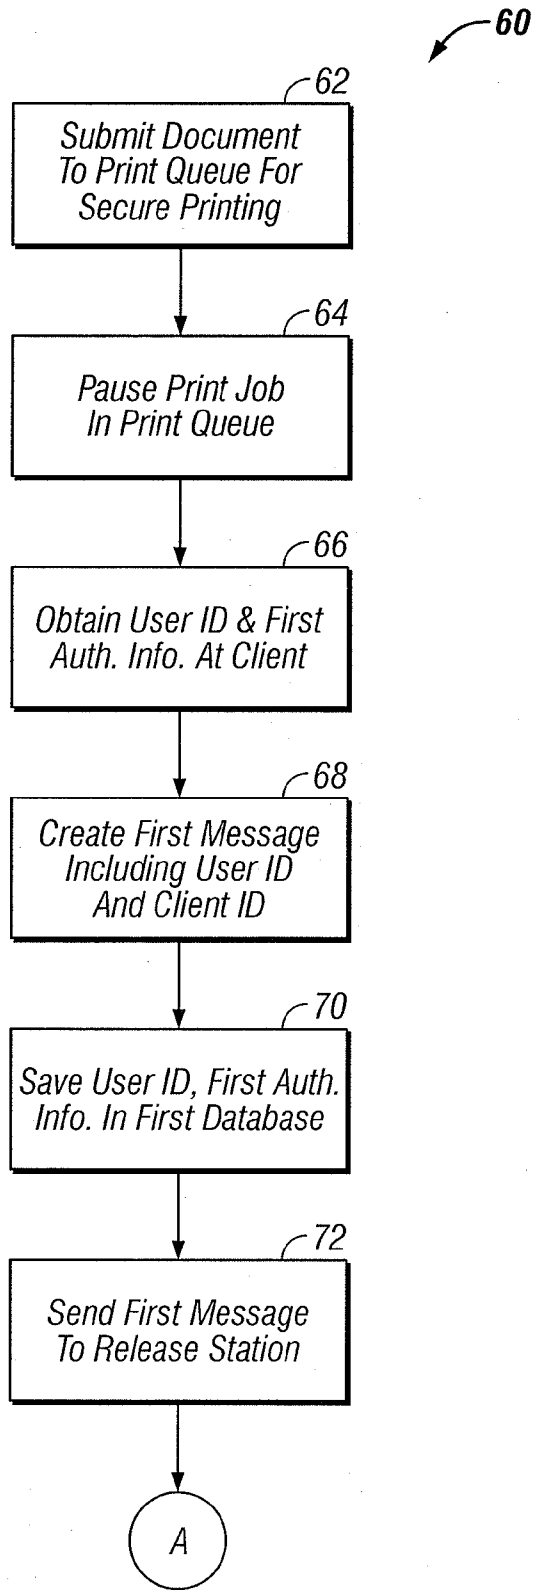 60
62
Submit Document
To Print Queue For
Secure Printing
64
Pause Print Job
In Print Queue
66
Obtain User ID & First
Auth. Info. At Client
68
Create First Message
Including User ID
And Client ID
70
Save User ID, First Auth.
Info. In First Database
72
Send First Message
To Release Station
A